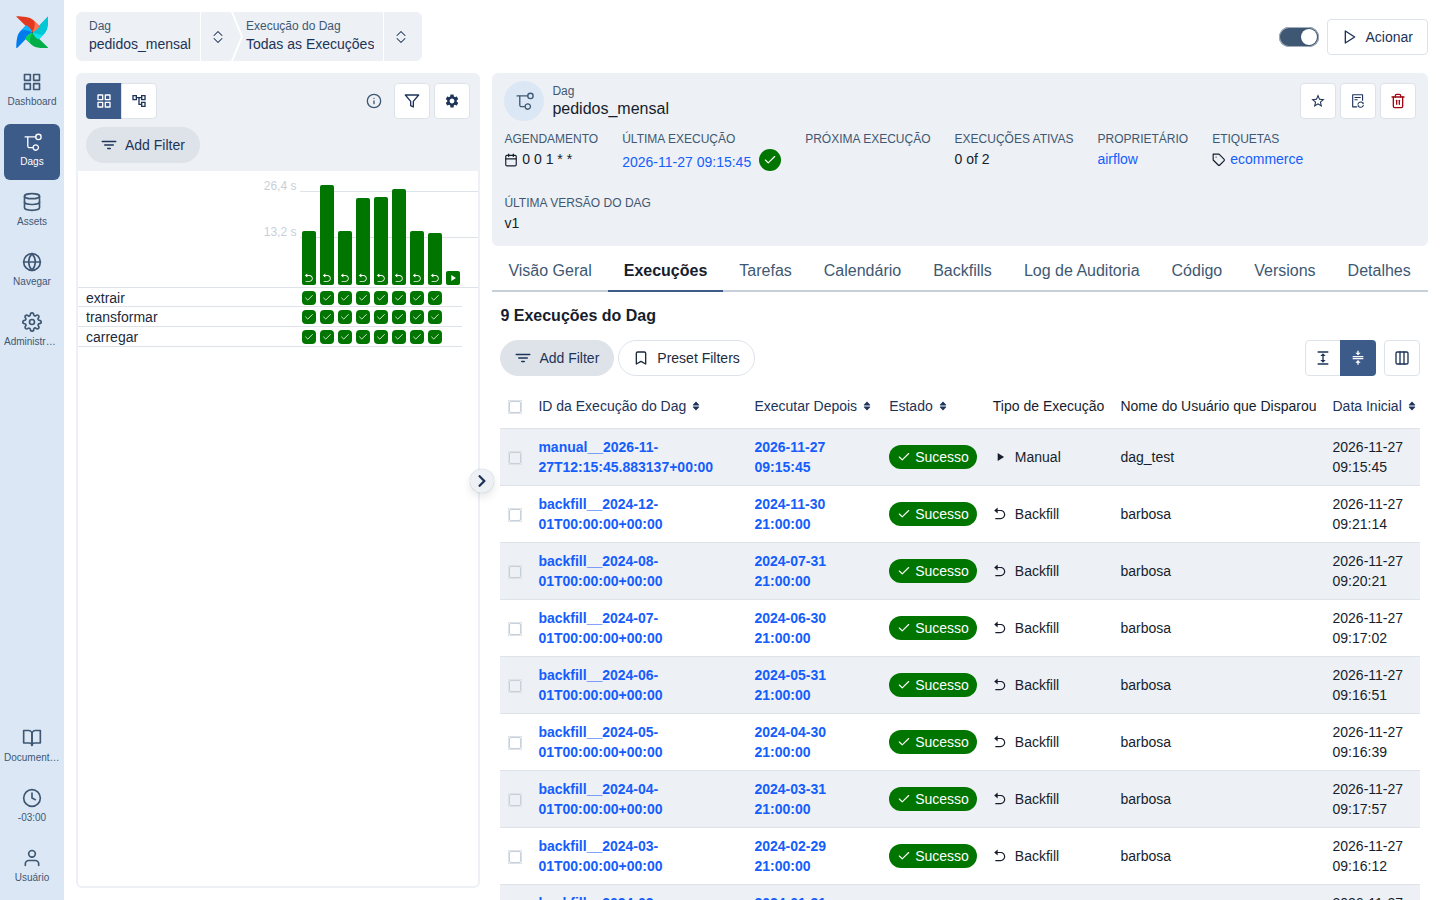 Dag
pedidos_mensal
Execução do Dag
Todas as Execuções
Acionar
Dashboard
Dags
Assets
Navegar
Administr…
Document…
-03:00
Usuário
Add Filter
26,4 s
13,2 s
extrair
transformar
carregar
Dag
pedidos_mensal
AGENDAMENTO
0 0 1 * *
ÚLTIMA EXECUÇÃO
2026-11-27 09:15:45
PRÓXIMA EXECUÇÃO
EXECUÇÕES ATIVAS
0 of 2
PROPRIETÁRIO
airflow
ETIQUETAS
ecommerce
ÚLTIMA VERSÃO DO DAG
v1
Visão Geral
Execuções
Tarefas
Calendário
Backfills
Log de Auditoria
Código
Versions
Detalhes
9 Execuções do Dag
Add Filter
Preset Filters
ID da Execução do Dag
Executar Depois
Estado
Tipo de Execução
Nome do Usuário que Disparou
Data Inicial
manual__2026-11-
27T12:15:45.883137+00:00
2026-11-27
09:15:45
Sucesso
Manual
dag_test
2026-11-27
09:15:45
backfill__2024-12-
01T00:00:00+00:00
2024-11-30
21:00:00
Sucesso
Backfill
barbosa
2026-11-27
09:21:14
backfill__2024-08-
01T00:00:00+00:00
2024-07-31
21:00:00
Sucesso
Backfill
barbosa
2026-11-27
09:20:21
backfill__2024-07-
01T00:00:00+00:00
2024-06-30
21:00:00
Sucesso
Backfill
barbosa
2026-11-27
09:17:02
backfill__2024-06-
01T00:00:00+00:00
2024-05-31
21:00:00
Sucesso
Backfill
barbosa
2026-11-27
09:16:51
backfill__2024-05-
01T00:00:00+00:00
2024-04-30
21:00:00
Sucesso
Backfill
barbosa
2026-11-27
09:16:39
backfill__2024-04-
01T00:00:00+00:00
2024-03-31
21:00:00
Sucesso
Backfill
barbosa
2026-11-27
09:17:57
backfill__2024-03-
01T00:00:00+00:00
2024-02-29
21:00:00
Sucesso
Backfill
barbosa
2026-11-27
09:16:12